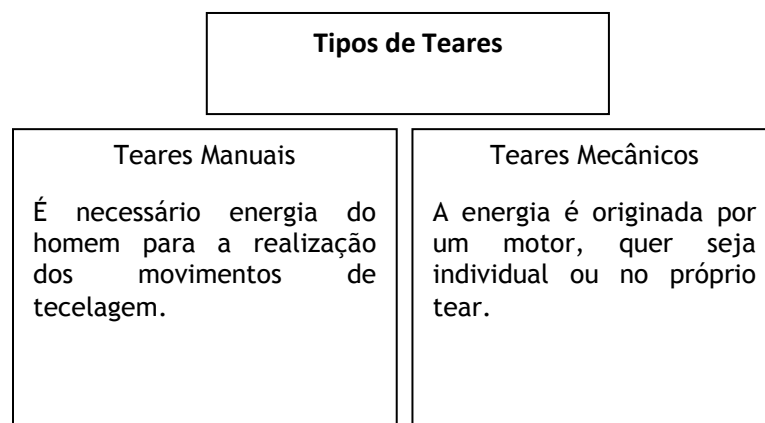 Tipos de Teares
Teares Manuais
É necessário energia do
homem para a realização
dos movimentos de
tecelagem.
Teares Mecânicos
A energia é originada por
um motor, quer seja
individual ou no próprio
tear.